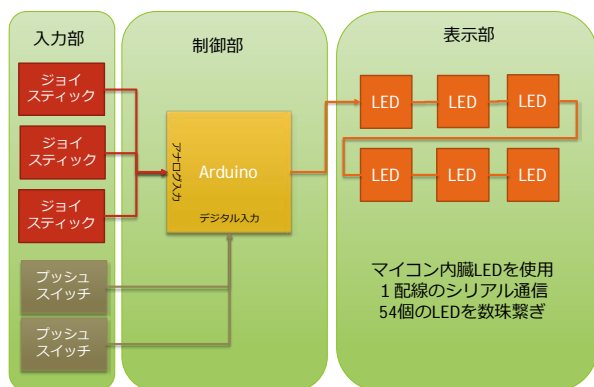 入力部
ジョイ
スティック
ジョイ
スティック
ジョイ
スティック
プッシュ
スイッチ
プッシュ
スイッチ
制御部
アナログ入力
Arduino
デジタル入力
表示部
LED
LED
LED
LED
LED
LED
マイコン内臓LEDを使用
1配線のシリアル通信
54個のLEDを数珠繋ぎ